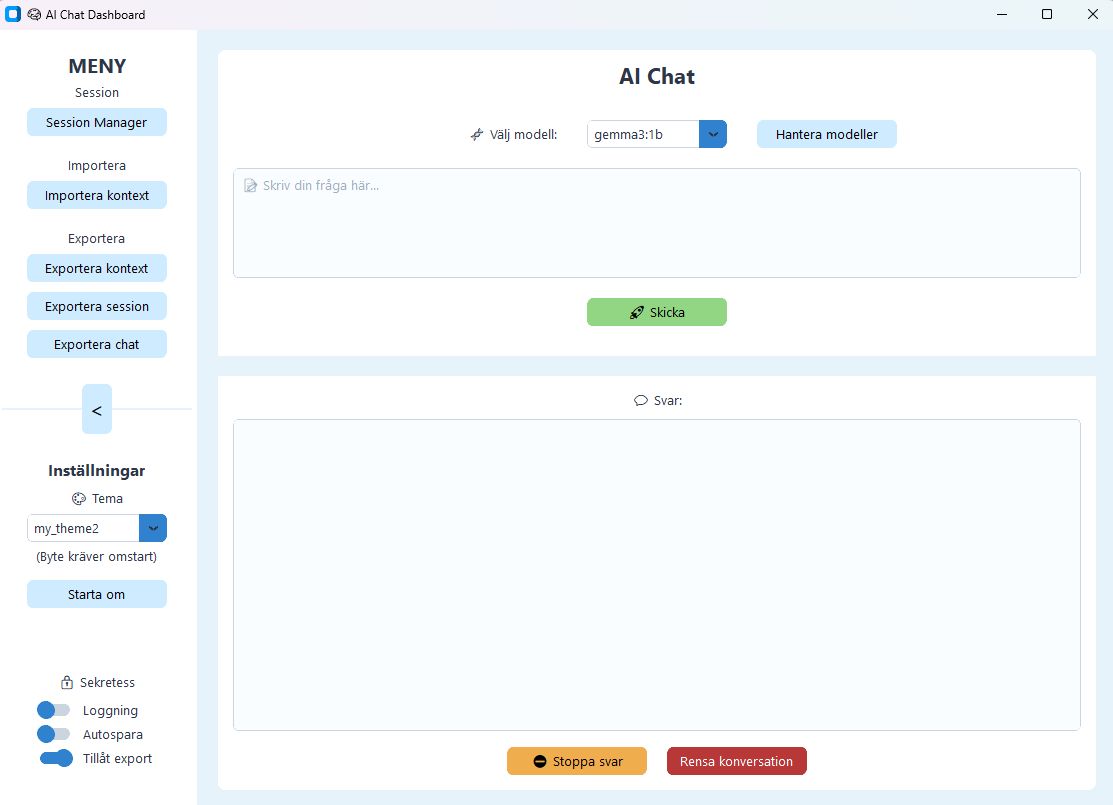 AI Chat Dashboard
MENY
Session
Session Manager
Importera
Importera kontext
Exportera
Exportera kontext
Exportera session
Exportera chat
<
Inställningar
Tema
my_theme2
(Byte kräver omstart)
Starta om
Sekretess
Loggning
Autospara
Tillåt export
AI Chat
Välj modell:
gemma3:1b
Hantera modeller
Skriv din fråga här...
Skicka
Svar:
Stoppa svar
Rensa konversation